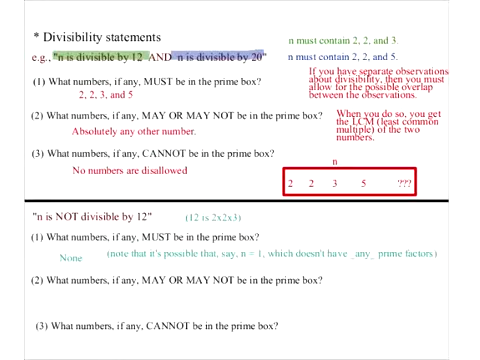 * Divisibility statements
n must contain 2, 2, and 3.
e.g., "n is divisible by 12 AND n is divisible by 20"
n must contain 2, 2, and 5.
If you have separate observations
about divisibility, then you must
allow for the possible overlap
between the observations.
(1) What numbers, if any, MUST be in the prime box?
2, 2, 3, and 5
(2) What numbers, if any, MAY OR MAY NOT be in the prime box?
Absolutely any other number.
When you do so, you get
the LCM (least common
multiple) of the two
numbers.
(3) What numbers, if any, CANNOT be in the prime box?
No numbers are disallowed
n
2 2 3 5 ???
"n is NOT divisible by 12"
(12 is 2x2x3)
(1) What numbers, if any, MUST be in the prime box?
None
(note that it's possible that, say, n = 1, which doesn't have _any_ prime factors)
(2) What numbers, if any, MAY OR MAY NOT be in the prime box?
(3) What numbers, if any, CANNOT be in the prime box?